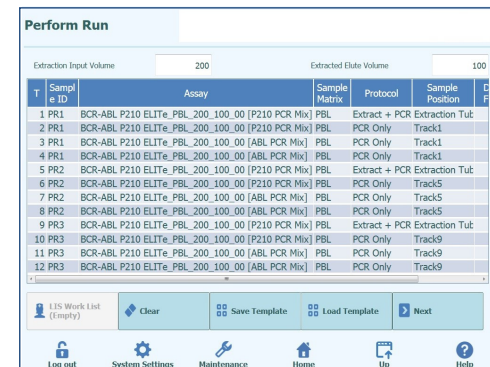 Perform Run
Extraction Input Volume 200 Extracted Elute Volume 100
T Sampl e ID Assay Sample Matrix Protocol Sample Position D F
1 PR1 BCR-ABL P210 ELITe_PBL_200_100_00 [P210 PCR Mix] PBL Extract + PCR Extraction Tub
2 PR1 BCR-ABL P210 ELITe_PBL_200_100_00 [P210 PCR Mix] PBL PCR Only Track1
3 PR1 BCR-ABL P210 ELITe_PBL_200_100_00 [ABL PCR Mix] PBL PCR Only Track1
4 PR1 BCR-ABL P210 ELITe_PBL_200_100_00 [ABL PCR Mix] PBL PCR Only Track1
5 PR2 BCR-ABL P210 ELITe_PBL_200_100_00 [P210 PCR Mix] PBL Extract + PCR Extraction Tub
6 PR2 BCR-ABL P210 ELITe_PBL_200_100_00 [P210 PCR Mix] PBL PCR Only Track5
7 PR2 BCR-ABL P210 ELITe_PBL_200_100_00 [ABL PCR Mix] PBL PCR Only Track5
8 PR2 BCR-ABL P210 ELITe_PBL_200_100_00 [ABL PCR Mix] PBL PCR Only Track5
9 PR3 BCR-ABL P210 ELITe_PBL_200_100_00 [P210 PCR Mix] PBL Extract + PCR Extraction Tub
10 PR3 BCR-ABL P210 ELITe_PBL_200_100_00 [P210 PCR Mix] PBL PCR Only Track9
11 PR3 BCR-ABL P210 ELITe_PBL_200_100_00 [ABL PCR Mix] PBL PCR Only Track9
12 PR3 BCR-ABL P210 ELITe_PBL_200_100_00 [ABL PCR Mix] PBL PCR Only Track9
LIS Work List (Empty) Clear Save Template Load Template Next
Log out System Settings Maintenance Home Up Help